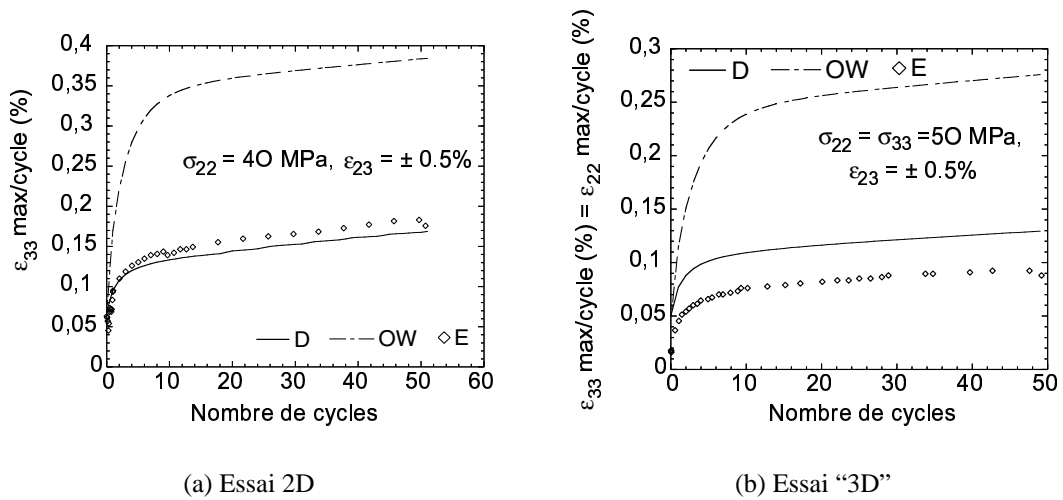 0,4
0,35
0,3
0,25
0,2
0,15
0,1
0,05
0
ε33 max/cycle (%)
σ22 = 4O MPa, ε23 = ± 0.5%
D OW E
0 10 20 30 40 50 60
Nombre de cycles
(a) Essai 2D
0,3
0,25
0,2
0,15
0,1
0,05
0
ε33 max/cycle (%) = ε22 max/cycle (%)
D OW E
σ22 = σ33 =5O MPa,
ε23 = ± 0.5%
0 10 20 30 40 50
Nombre de cycles
(b) Essai “3D”